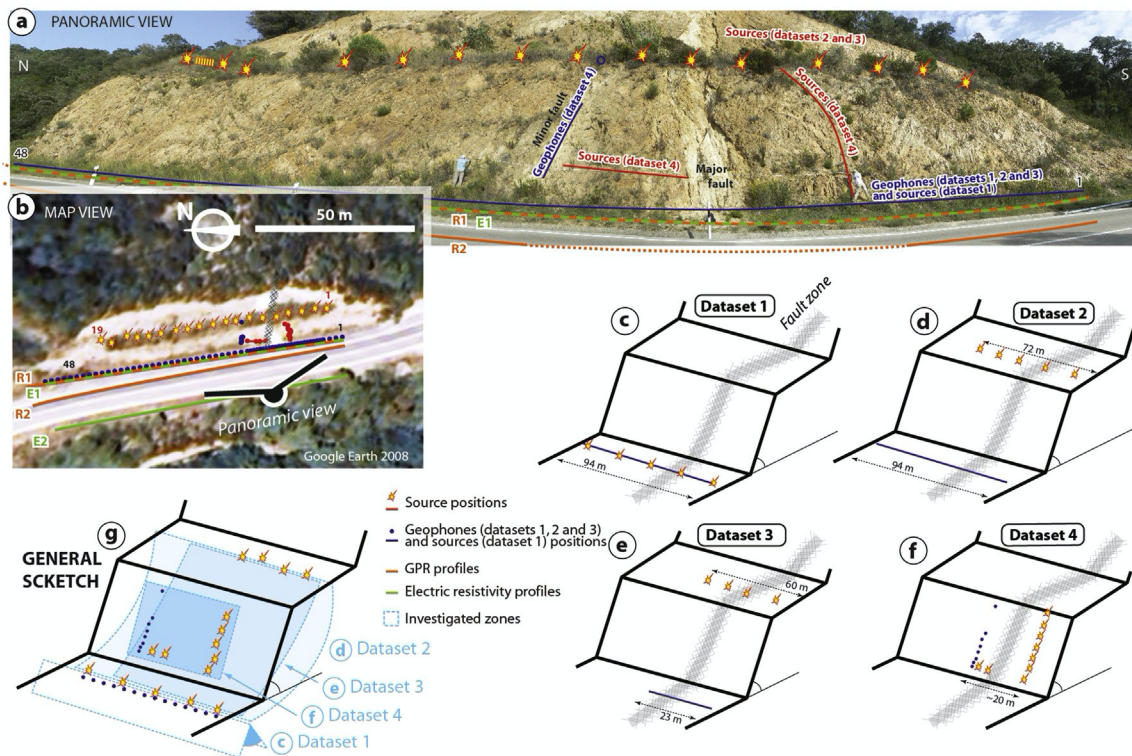 a
PANORAMIC VIEW
N
S
Sources (datasets 2 and 3)
Sources (dataset 4)
Minor fault
Geophones (dataset 4)
Sources (dataset 4)
Major
fault
Geophones (datasets 1, 2 and 3)
and sources (dataset 1)
48
1
R1
E1
R2
b
MAP VIEW
N
50 m
19
1
48
1
R1
E1
R2
E2
Panoramic view
Google Earth 2008
c
Dataset 1
Fault zone
94 m
d
Dataset 2
72 m
94 m
e
Dataset 3
60 m
23 m
f
Dataset 4
~20 m
g
GENERAL
SCKETCH
d Dataset 2
e Dataset 3
f Dataset 4
c Dataset 1
Source positions
Geophones (datasets 1, 2 and 3)
and sources (dataset 1) positions
GPR profiles
Electric resistivity profiles
Investigated zones